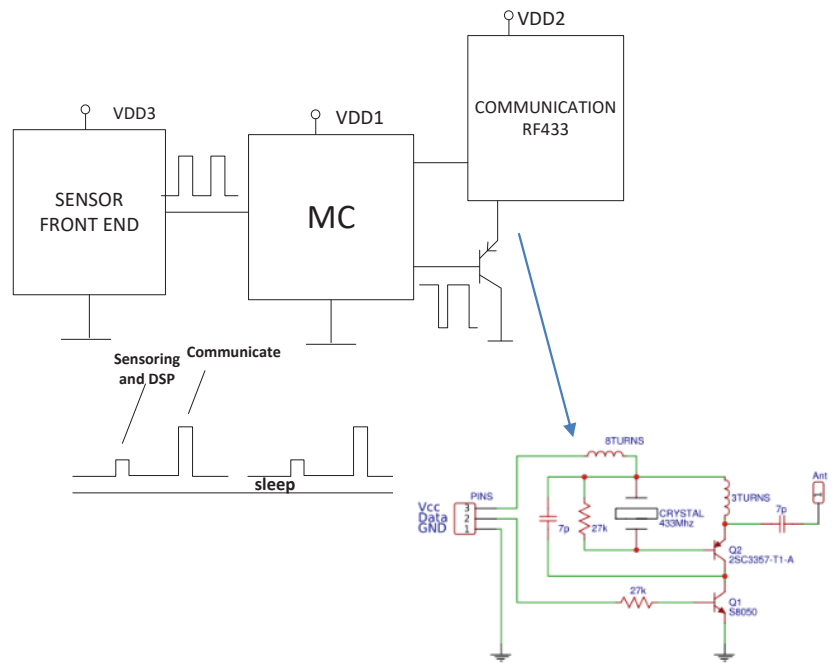 VDD2
COMMUNICATION
RF433
VDD3
VDD1
SENSOR
FRONT END
MC
Sensoring
and DSP
Communicate
sleep
8TURNS
Ant
PINS
3TURNS
Vcc 3
Data 2
GND 1
7p
27k
CRYSTAL
433Mhz
7p
1
Q2
2SC3357-T1-A
27k
Q1
S8050